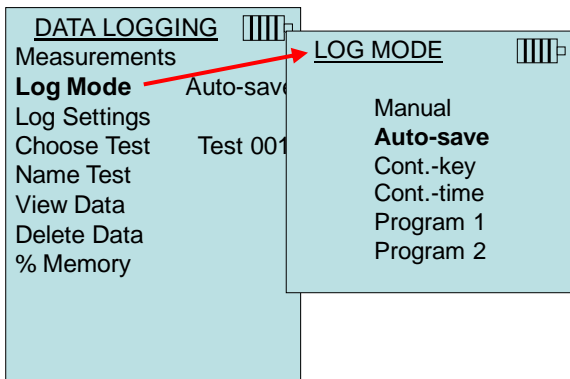 DATA LOGGING
Measurements
Log Mode Auto-save
Log Settings
Choose Test Test 001
Name Test
View Data
Delete Data
% Memory
LOG MODE
Manual
Auto-save
Cont.-key
Cont.-time
Program 1
Program 2